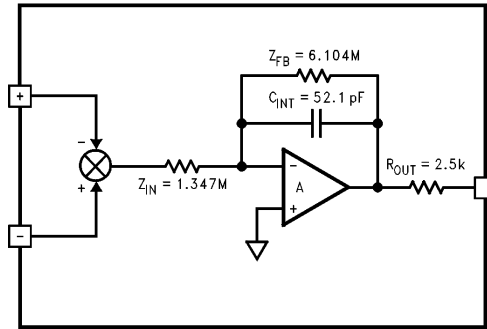 Z_FB = 6.104M
C_INT = 52.1 pF
+
−
Z_IN = 1.347M
+
−
A
+
R_OUT = 2.5k
−